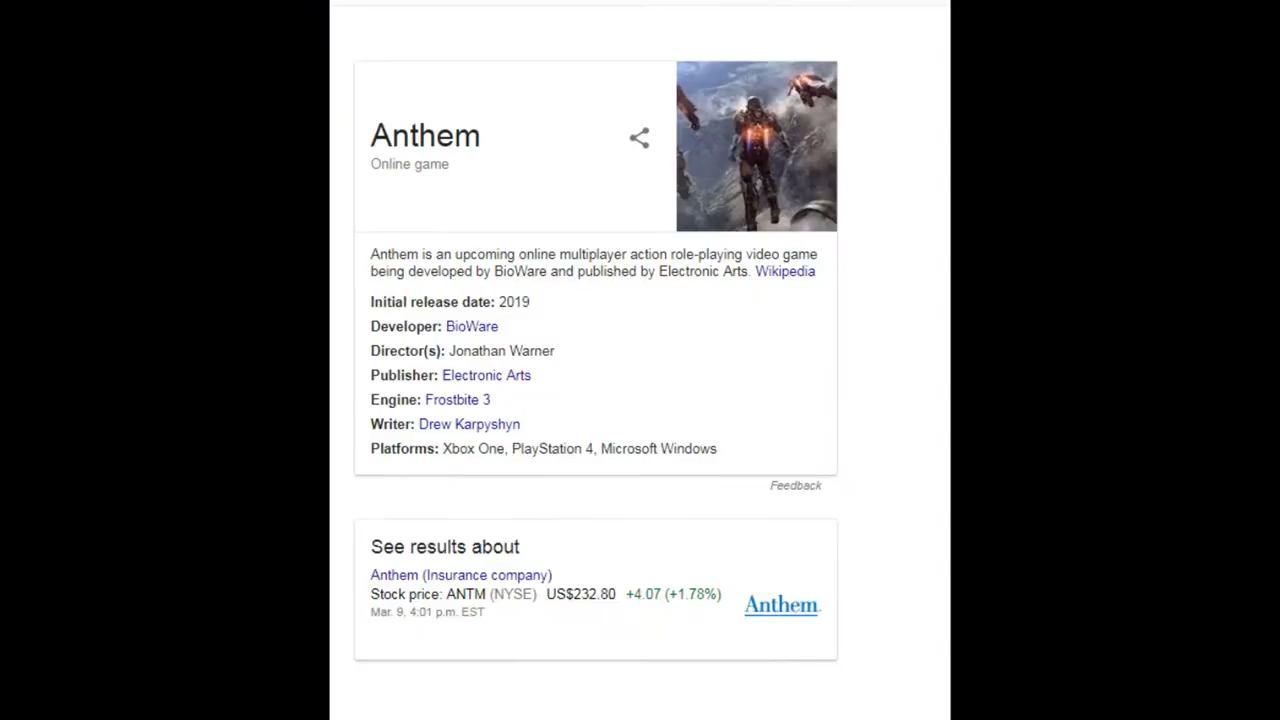 Anthem
Online game
Anthem is an upcoming online multiplayer action role-playing video game
being developed by BioWare and published by Electronic Arts. Wikipedia
Initial release date: 2019
Developer: BioWare
Director(s): Jonathan Warner
Publisher: Electronic Arts
Engine: Frostbite 3
Writer: Drew Karpyshyn
Platforms: Xbox One, PlayStation 4, Microsoft Windows
Feedback
See results about
Anthem (Insurance company)
Stock price: ANTM (NYSE) US$232.80 +4.07 (+1.78%)
Mar. 9, 4:01 p.m. EST
Anthem.